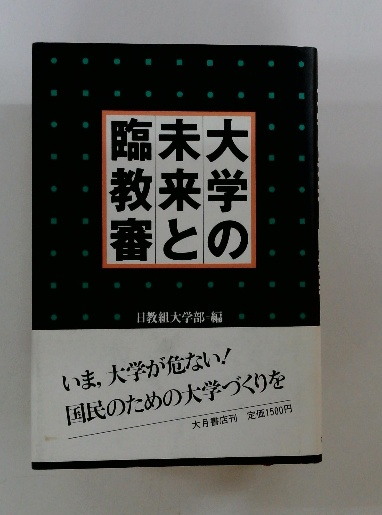 大学の
未来と
臨教審
日教組大学部=編
いま,大学が危ない!
国民のための大学づくりを
大月書店刊 定価1500円